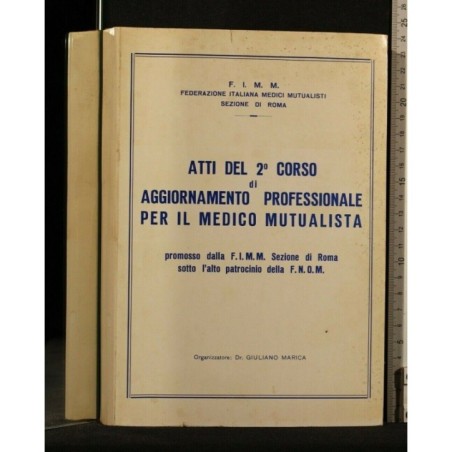 F. I. M. M.
FEDERAZIONE ITALIANA MEDICI MUTUALISTI
SEZIONE DI ROMA
ATTI DEL 2º CORSO
di
AGGIORNAMENTO PROFESSIONALE
PER IL MEDICO MUTUALISTA
promosso dalla F.I.M.M. Sezione di Roma
sotto l'alto patrocinio della F.N.O.M.
Organizzatore: Dr. GIULIANO MARICA